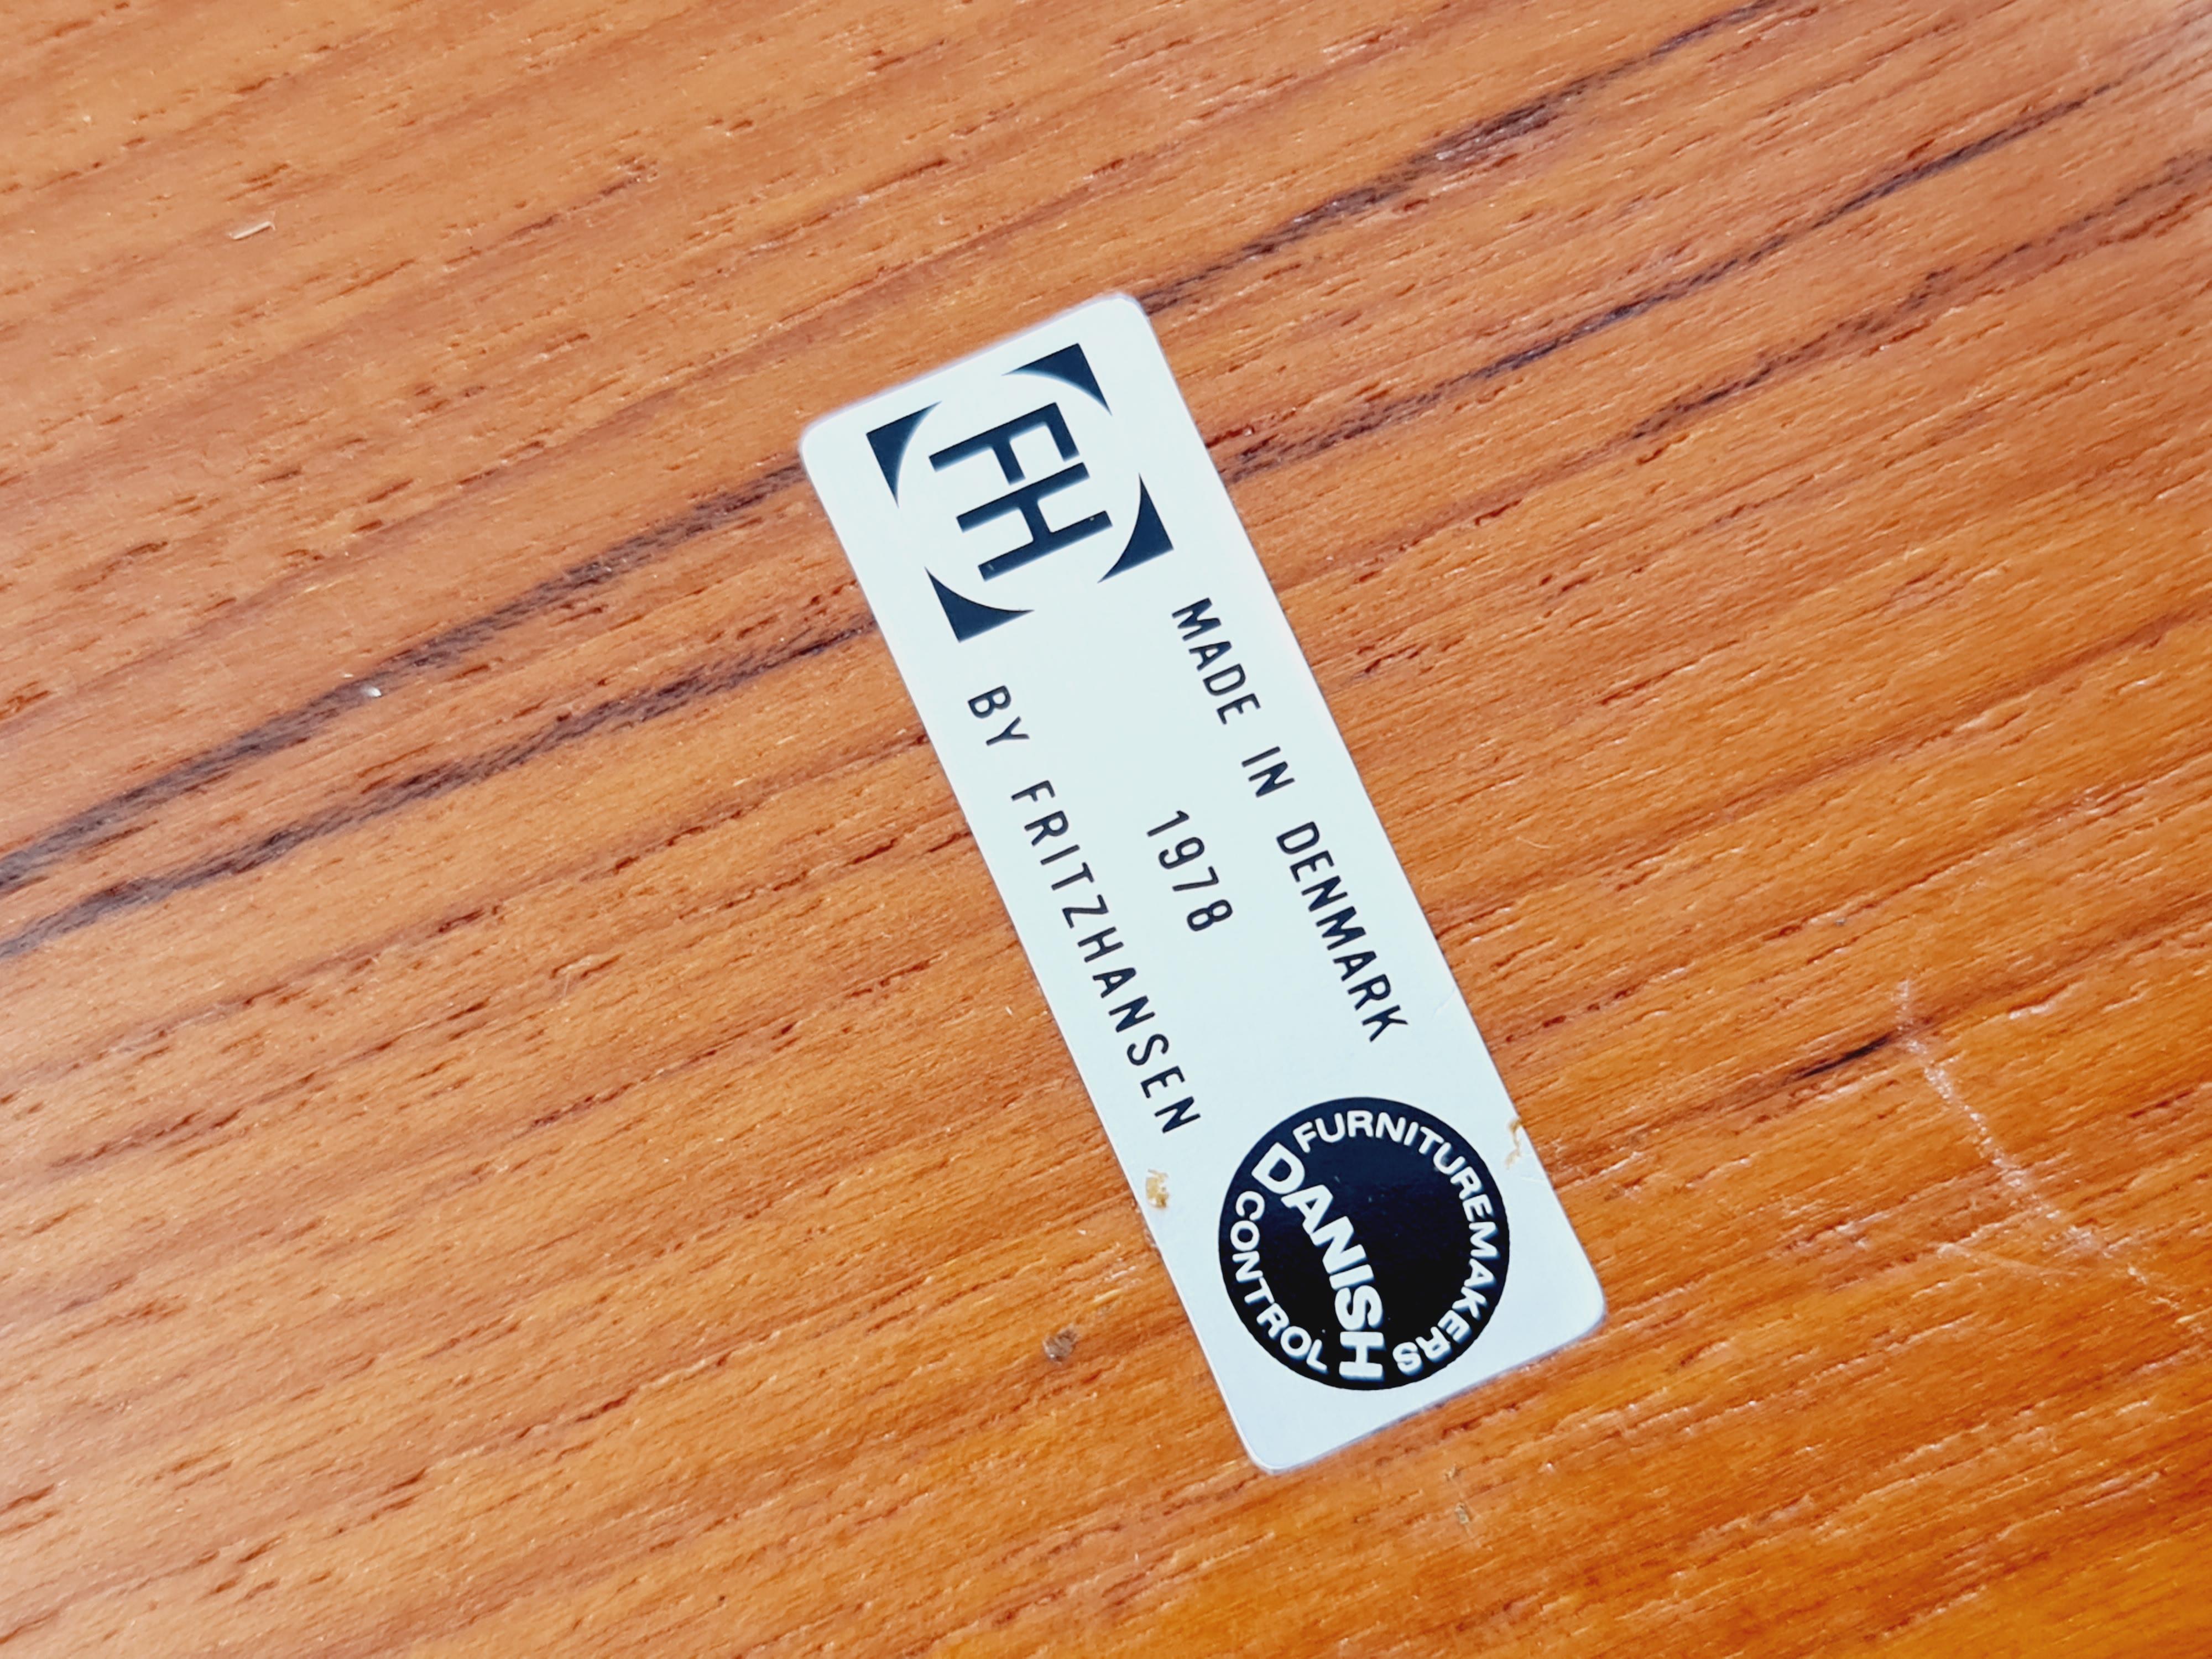 FH
MADE IN DENMARK
1978
BY FRITZHANSEN
FURNITUREMAKERS
DANISH
CONTROL